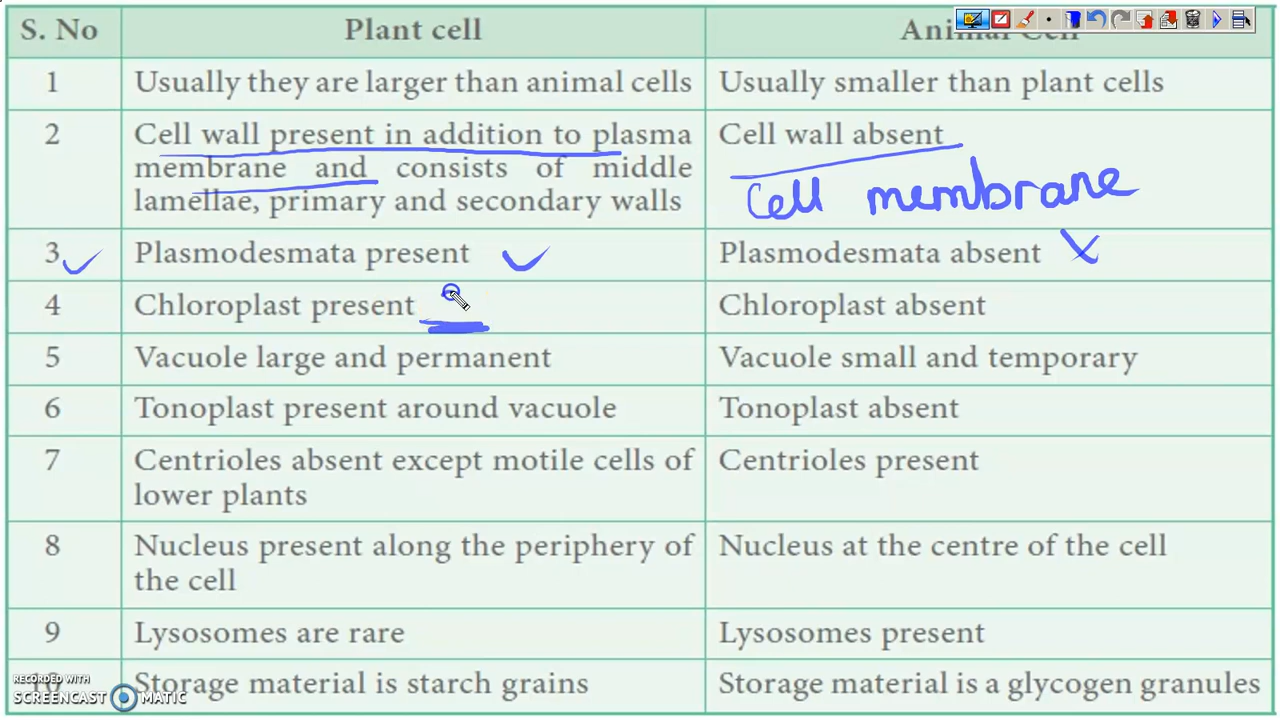 S. No Plant cell Animal Cell
1 Usually they are larger than animal cells Usually smaller than plant cells
2 Cell wall present in addition to plasma Cell wall absent
membrane and consists of middle
lamellae, primary and secondary walls Cell membrane
3 Plasmodesmata present Plasmodesmata absent
4 Chloroplast present Chloroplast absent
5 Vacuole large and permanent Vacuole small and temporary
6 Tonoplast present around vacuole Tonoplast absent
7 Centrioles absent except motile cells of Centrioles present
lower plants
8 Nucleus present along the periphery of Nucleus at the centre of the cell
the cell
9 Lysosomes are rare Lysosomes present
Storage material is starch grains Storage material is a glycogen granules
RECORDED WITH
SCREENCAST MATIC